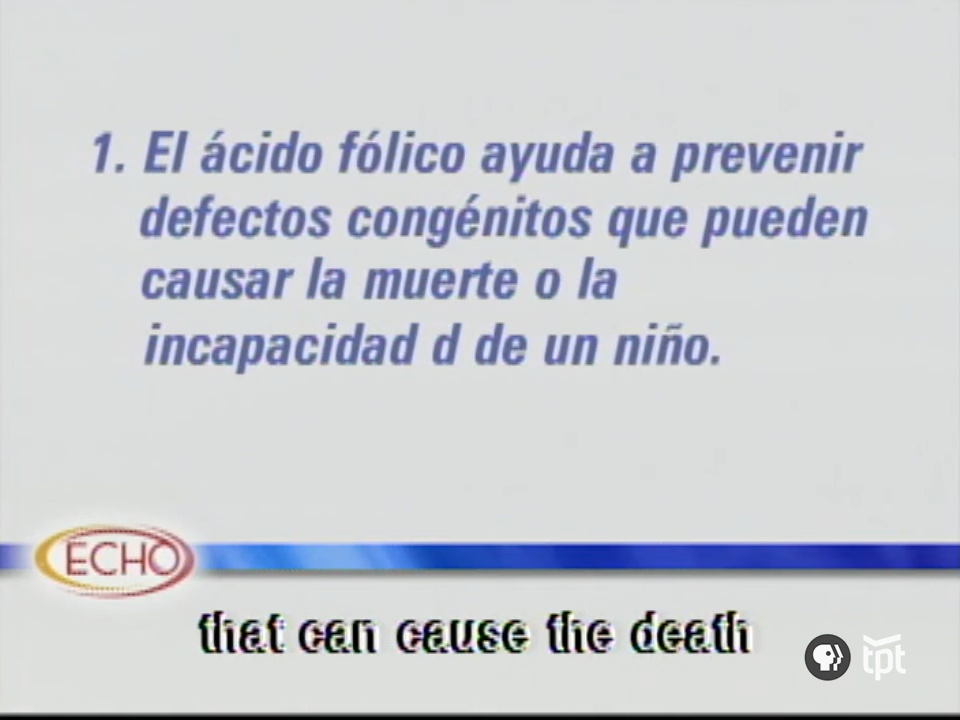 1. El ácido fólico ayuda a prevenir
defectos congénitos que pueden
causar la muerte o la
incapacidad d de un niño.
ECHO
that can cause the death
tpt